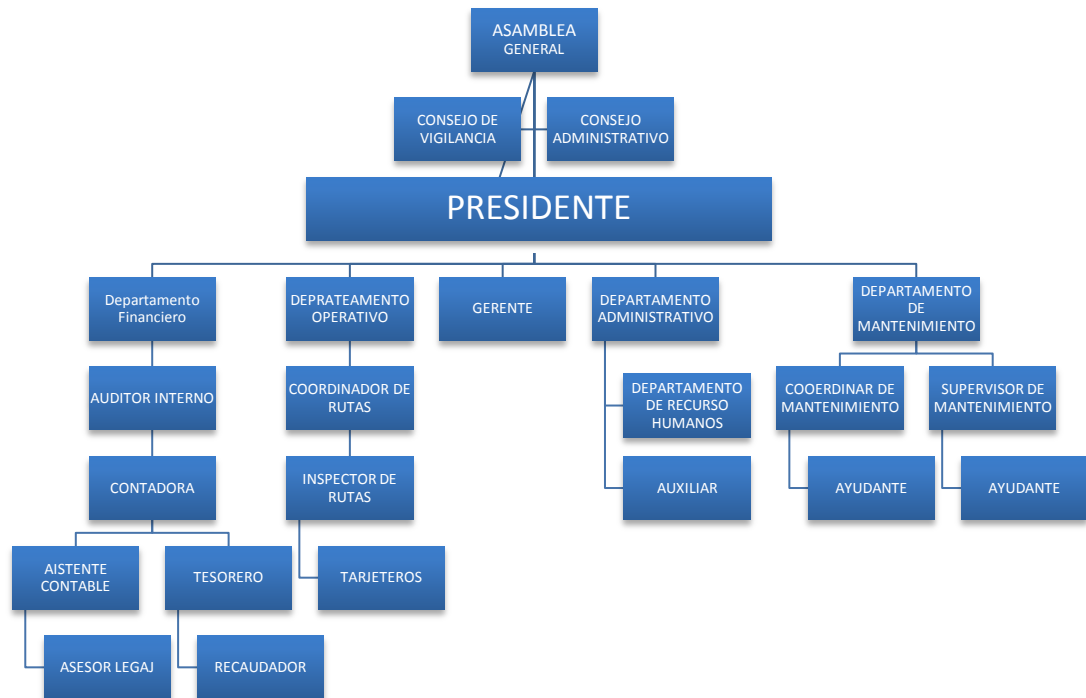 ASAMBLEA
GENERAL
CONSEJO DE
VIGILANCIA
CONSEJO
ADMINISTRATIVO
PRESIDENTE
Departamento
Financiero
DEPRATEAMENTO
OPERATIVO
GERENTE
DEPARTAMENTO
ADMINISTRATIVO
DEPARTAMENTO
DE
MANTENIMIENTO
AUDITOR INTERNO
COORDINADOR DE
RUTAS
DEPARTAMENTO
DE RECURSO
HUMANOS
COOERDINAR DE
MANTENIMIENTO
SUPERVISOR DE
MANTENIMIENTO
CONTADORA
INSPECTOR DE
RUTAS
AUXILIAR
AYUDANTE
AYUDANTE
AISTENTE
CONTABLE
TESORERO
TARJETEROS
ASESOR LEGAJ
RECAUDADOR